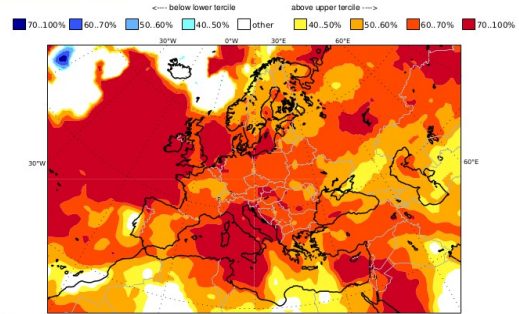 <---- below lower tercile above upper tercile ---->
70..100% 60..70% 50..60% 40..50% other 40..50% 50..60% 60..70% 70..100%
30°W 0°W 30°E 60°E
30°W 60°E